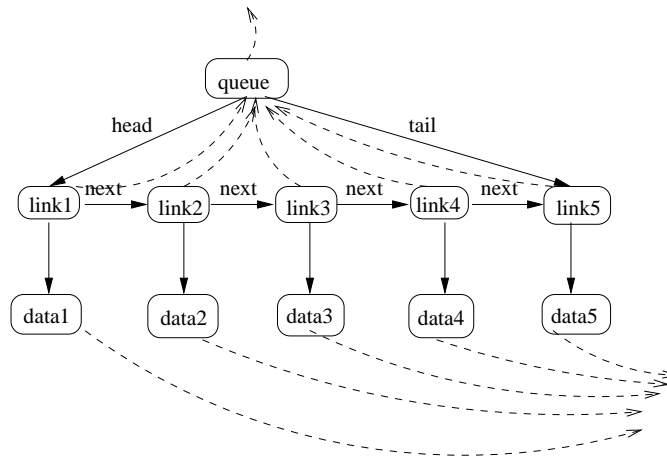 queue
head
tail
next
next
next
next
link1
link2
link3
link4
link5
data1
data2
data3
data4
data5